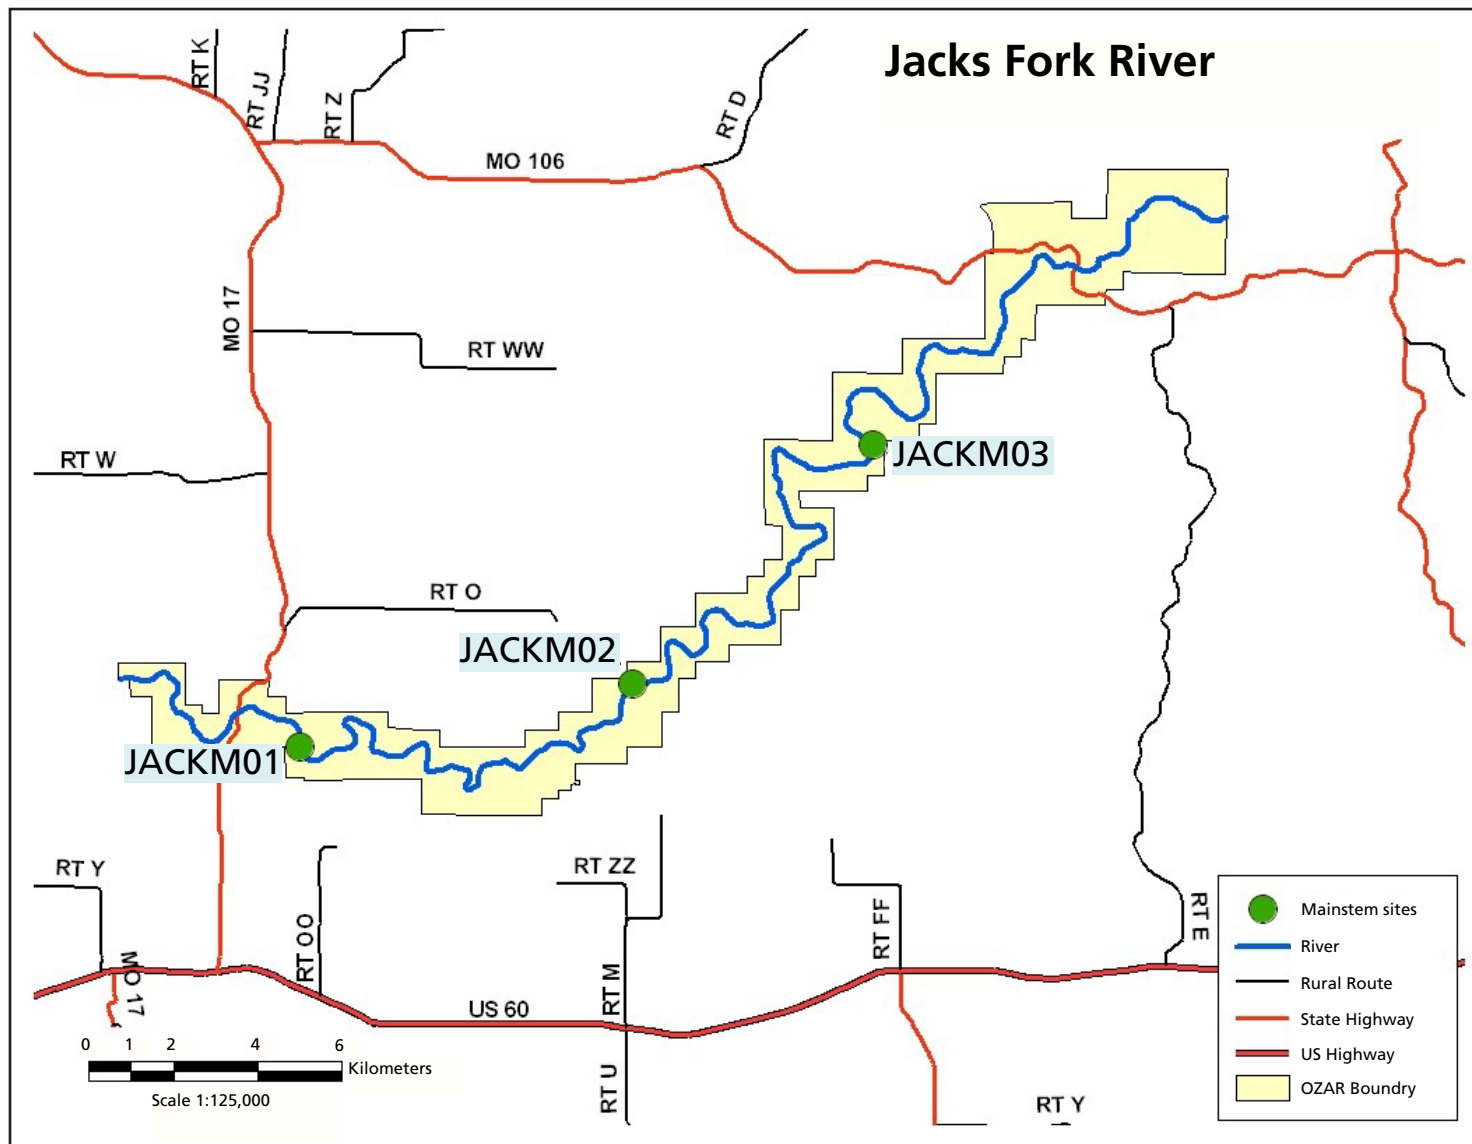 Jacks Fork River
RT K
RT JJ
RT Z
RT D
MO 106
MO 17
RT WW
RT W
JACKM03
RT O
JACKM02
JACKM01
RT Y
RT ZZ
RT OO
RT M
RT FF
RT E
MO 17
US 60
RT U
RT Y
0 1 2 4 6
Kilometers
Scale 1:125,000
Mainstem sites
River
Rural Route
State Highway
US Highway
OZAR Boundry